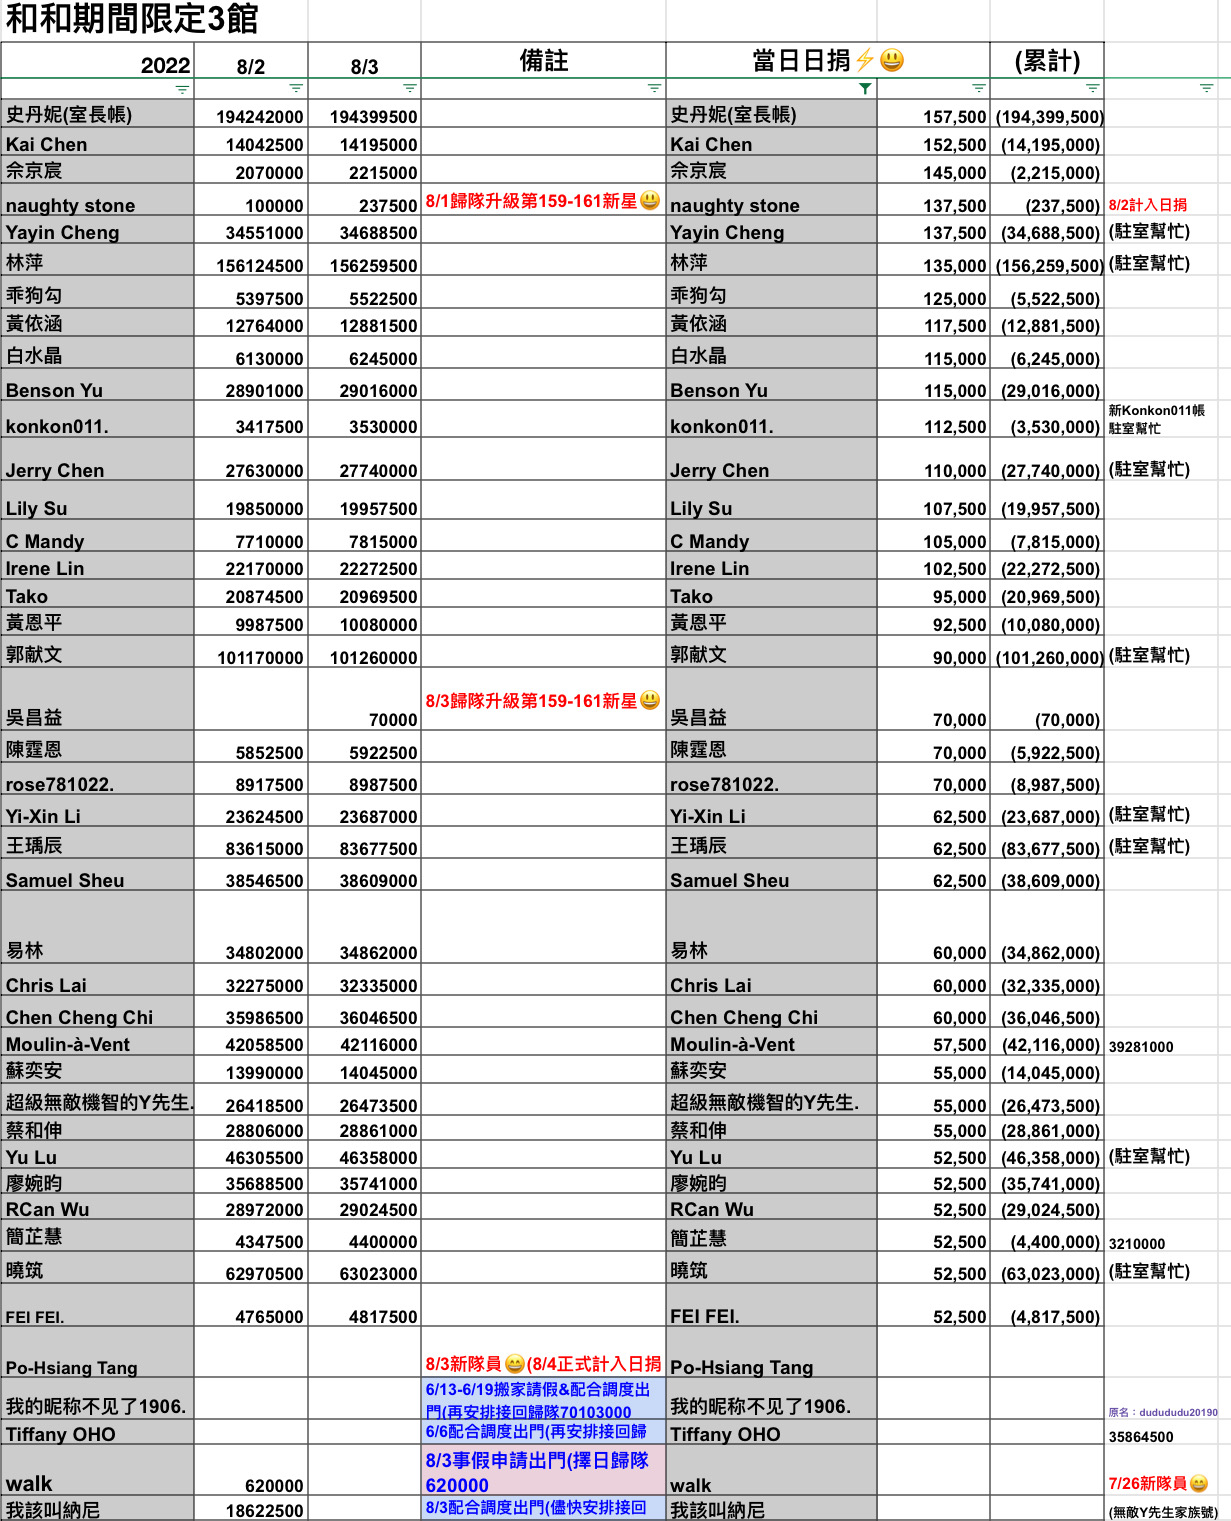 和和期間限定3館
2022 8/2 8/3 備註 當日日捐⚡😃 (累計)
史丹妮(室長帳) 194242000 194399500 史丹妮(室長帳) 157,500 (194,399,500)
Kai Chen 14042500 14195000 Kai Chen 152,500 (14,195,000)
佘京宸 2070000 2215000 佘京宸 145,000 (2,215,000)
naughty stone 100000 237500 8/1歸隊升級第159-161新星😃 naughty stone 137,500 (237,500) 8/2計入日捐
Yayin Cheng 34551000 34688500 Yayin Cheng 137,500 (34,688,500) (駐室幫忙)
林萍 156124500 156259500 林萍 135,000 (156,259,500) (駐室幫忙)
乖狗勾 5397500 5522500 乖狗勾 125,000 (5,522,500)
黃依涵 12764000 12881500 黃依涵 117,500 (12,881,500)
白水晶 6130000 6245000 白水晶 115,000 (6,245,000)
Benson Yu 28901000 29016000 Benson Yu 115,000 (29,016,000)
konkon011. 3417500 3530000 konkon011. 112,500 (3,530,000) 新Konkon011帳
駐室幫忙
Jerry Chen 27630000 27740000 Jerry Chen 110,000 (27,740,000) (駐室幫忙)
Lily Su 19850000 19957500 Lily Su 107,500 (19,957,500)
C Mandy 7710000 7815000 C Mandy 105,000 (7,815,000)
Irene Lin 22170000 22272500 Irene Lin 102,500 (22,272,500)
Tako 20874500 20969500 Tako 95,000 (20,969,500)
黃恩平 9987500 10080000 黃恩平 92,500 (10,080,000)
郭献文 101170000 101260000 郭献文 90,000 (101,260,000) (駐室幫忙)
吳昌益 70000 8/3歸隊升級第159-161新星😃 吳昌益 70,000 (70,000)
陳霆恩 5852500 5922500 陳霆恩 70,000 (5,922,500)
rose781022. 8917500 8987500 rose781022. 70,000 (8,987,500)
Yi-Xin Li 23624500 23687000 Yi-Xin Li 62,500 (23,687,000) (駐室幫忙)
王瑀辰 83615000 83677500 王瑀辰 62,500 (83,677,500) (駐室幫忙)
Samuel Sheu 38546500 38609000 Samuel Sheu 62,500 (38,609,000)
易林 34802000 34862000 易林 60,000 (34,862,000)
Chris Lai 32275000 32335000 Chris Lai 60,000 (32,335,000)
Chen Cheng Chi 35986500 36046500 Chen Cheng Chi 60,000 (36,046,500)
Moulin-à-Vent 42058500 42116000 Moulin-à-Vent 57,500 (42,116,000) 39281000
蘇奕安 13990000 14045000 蘇奕安 55,000 (14,045,000)
超級無敵機智的Y先生. 26418500 26473500 超級無敵機智的Y先生. 55,000 (26,473,500)
蔡和伸 28806000 28861000 蔡和伸 55,000 (28,861,000)
Yu Lu 46305500 46358000 Yu Lu 52,500 (46,358,000) (駐室幫忙)
廖婉昀 35688500 35741000 廖婉昀 52,500 (35,741,000)
RCan Wu 28972000 29024500 RCan Wu 52,500 (29,024,500)
簡芷慧 4347500 4400000 簡芷慧 52,500 (4,400,000) 3210000
曉筑 62970500 63023000 曉筑 52,500 (63,023,000) (駐室幫忙)
FEI FEI. 4765000 4817500 FEI FEI. 52,500 (4,817,500)
Po-Hsiang Tang 8/3新隊員😄(8/4正式計入日捐 Po-Hsiang Tang
我的昵称不见了1906. 6/13-6/19搬家請假&配合調度出 我的昵称不见了1906. 原名：dudududu20190
門(再安排接回歸隊70103000
Tiffany OHO 6/6配合調度出門(再安排接回歸 Tiffany OHO 35864500
walk 620000 8/3事假申請出門(擇日歸隊 walk 7/26新隊員😄
620000
我該叫納尼 18622500 8/3配合調度出門(儘快安排接回 我該叫納尼 (無敵Y先生家族號)